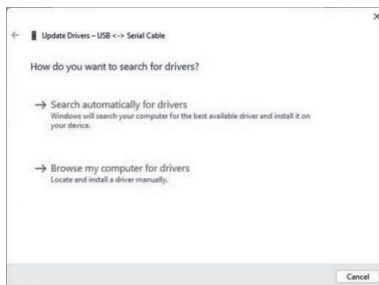 Update Drivers – USB <-> Serial Cable
How do you want to search for drivers?
→ Search automatically for drivers
Windows will search your computer for the best available driver and install it on
your device.
→ Browse my computer for drivers
Locate and install a driver manually.
Cancel